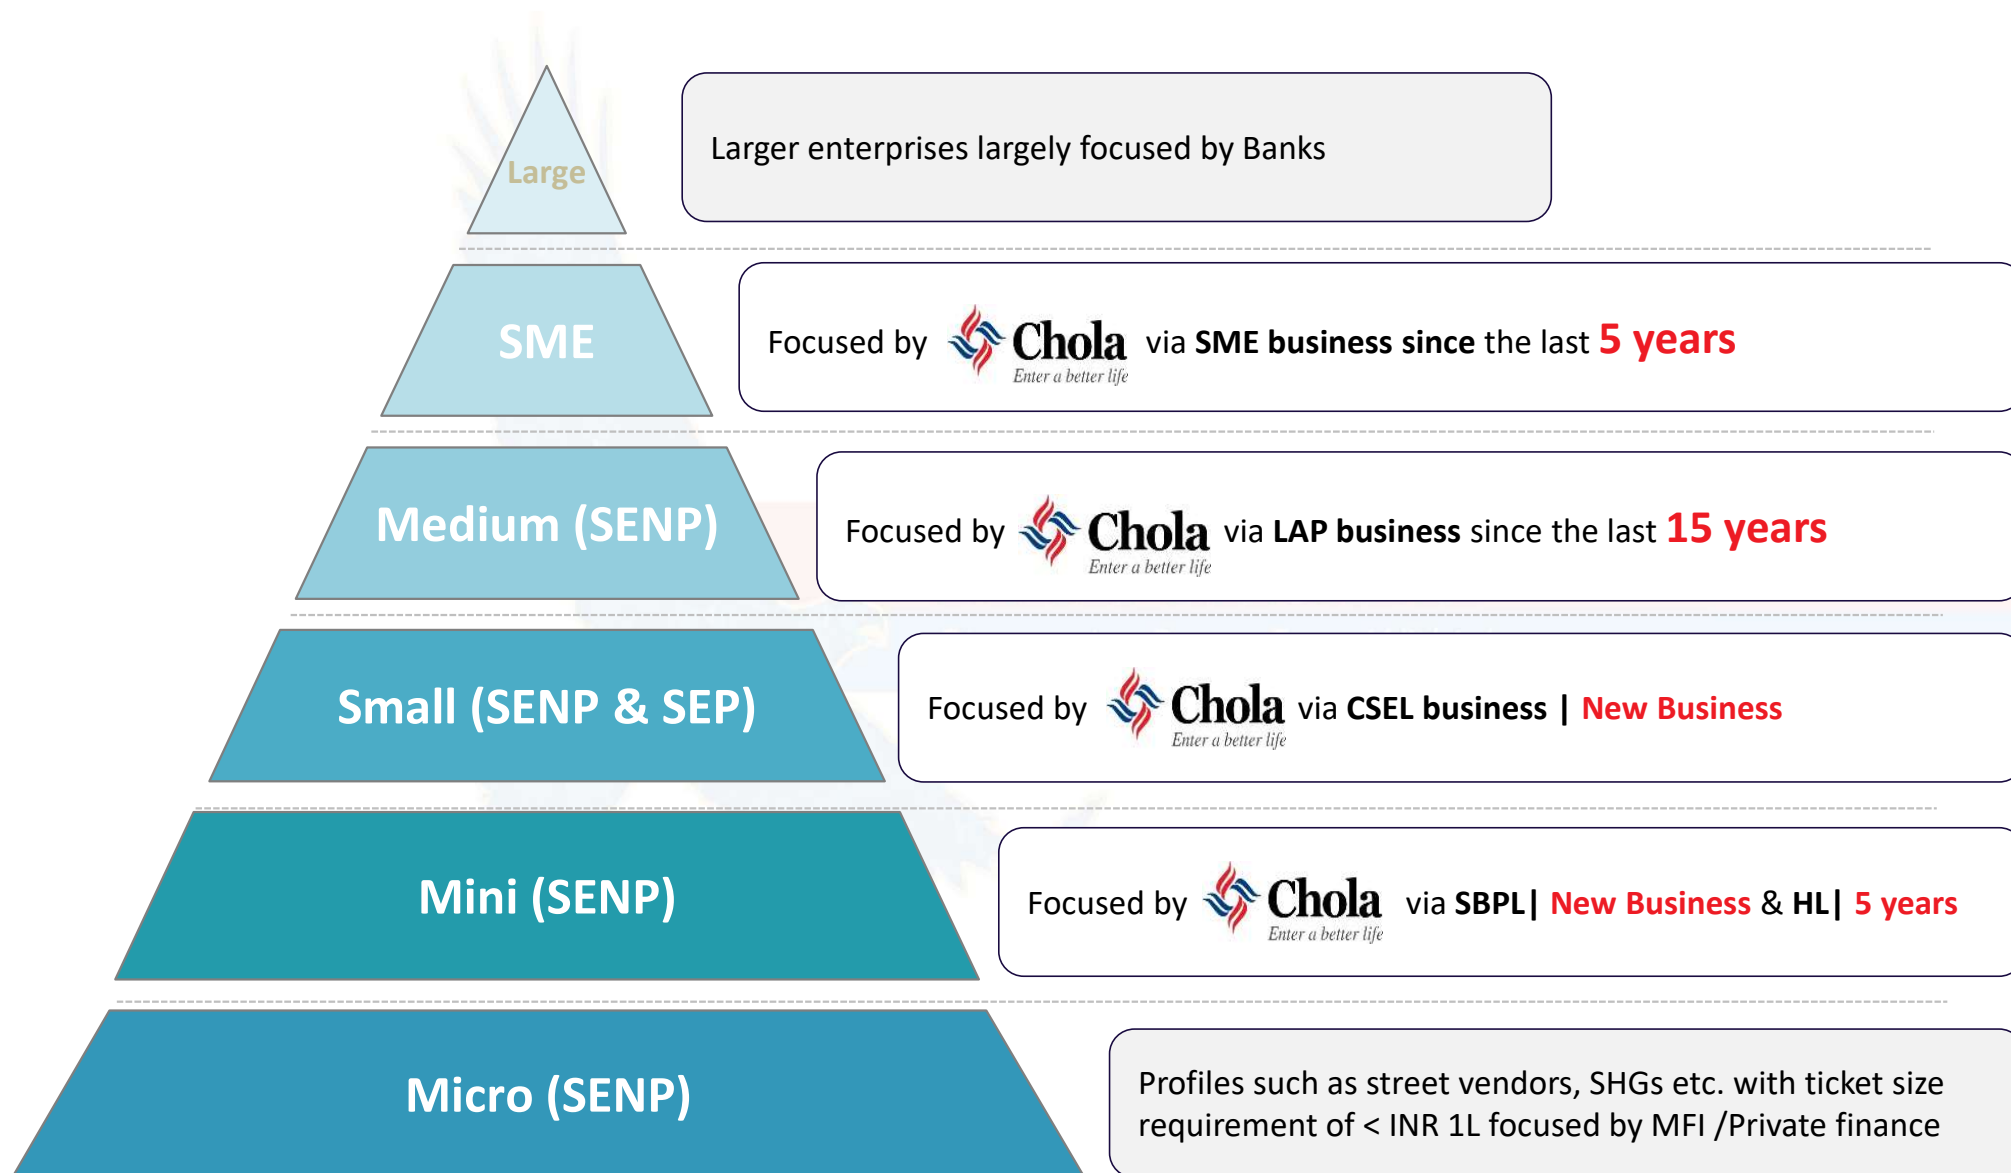 Large
Larger enterprises largely focused by Banks
SME
Focused by Chola via SME business since the last 5 years
Enter a better life
Medium (SENP)
Focused by Chola via LAP business since the last 15 years
Enter a better life
Small (SENP & SEP)
Focused by Chola via CSEL business | New Business
Enter a better life
Mini (SENP)
Focused by Chola via SBPL| New Business & HL| 5 years
Enter a better life
Micro (SENP)
Profiles such as street vendors, SHGs etc. with ticket size
requirement of < INR 1L focused by MFI /Private finance